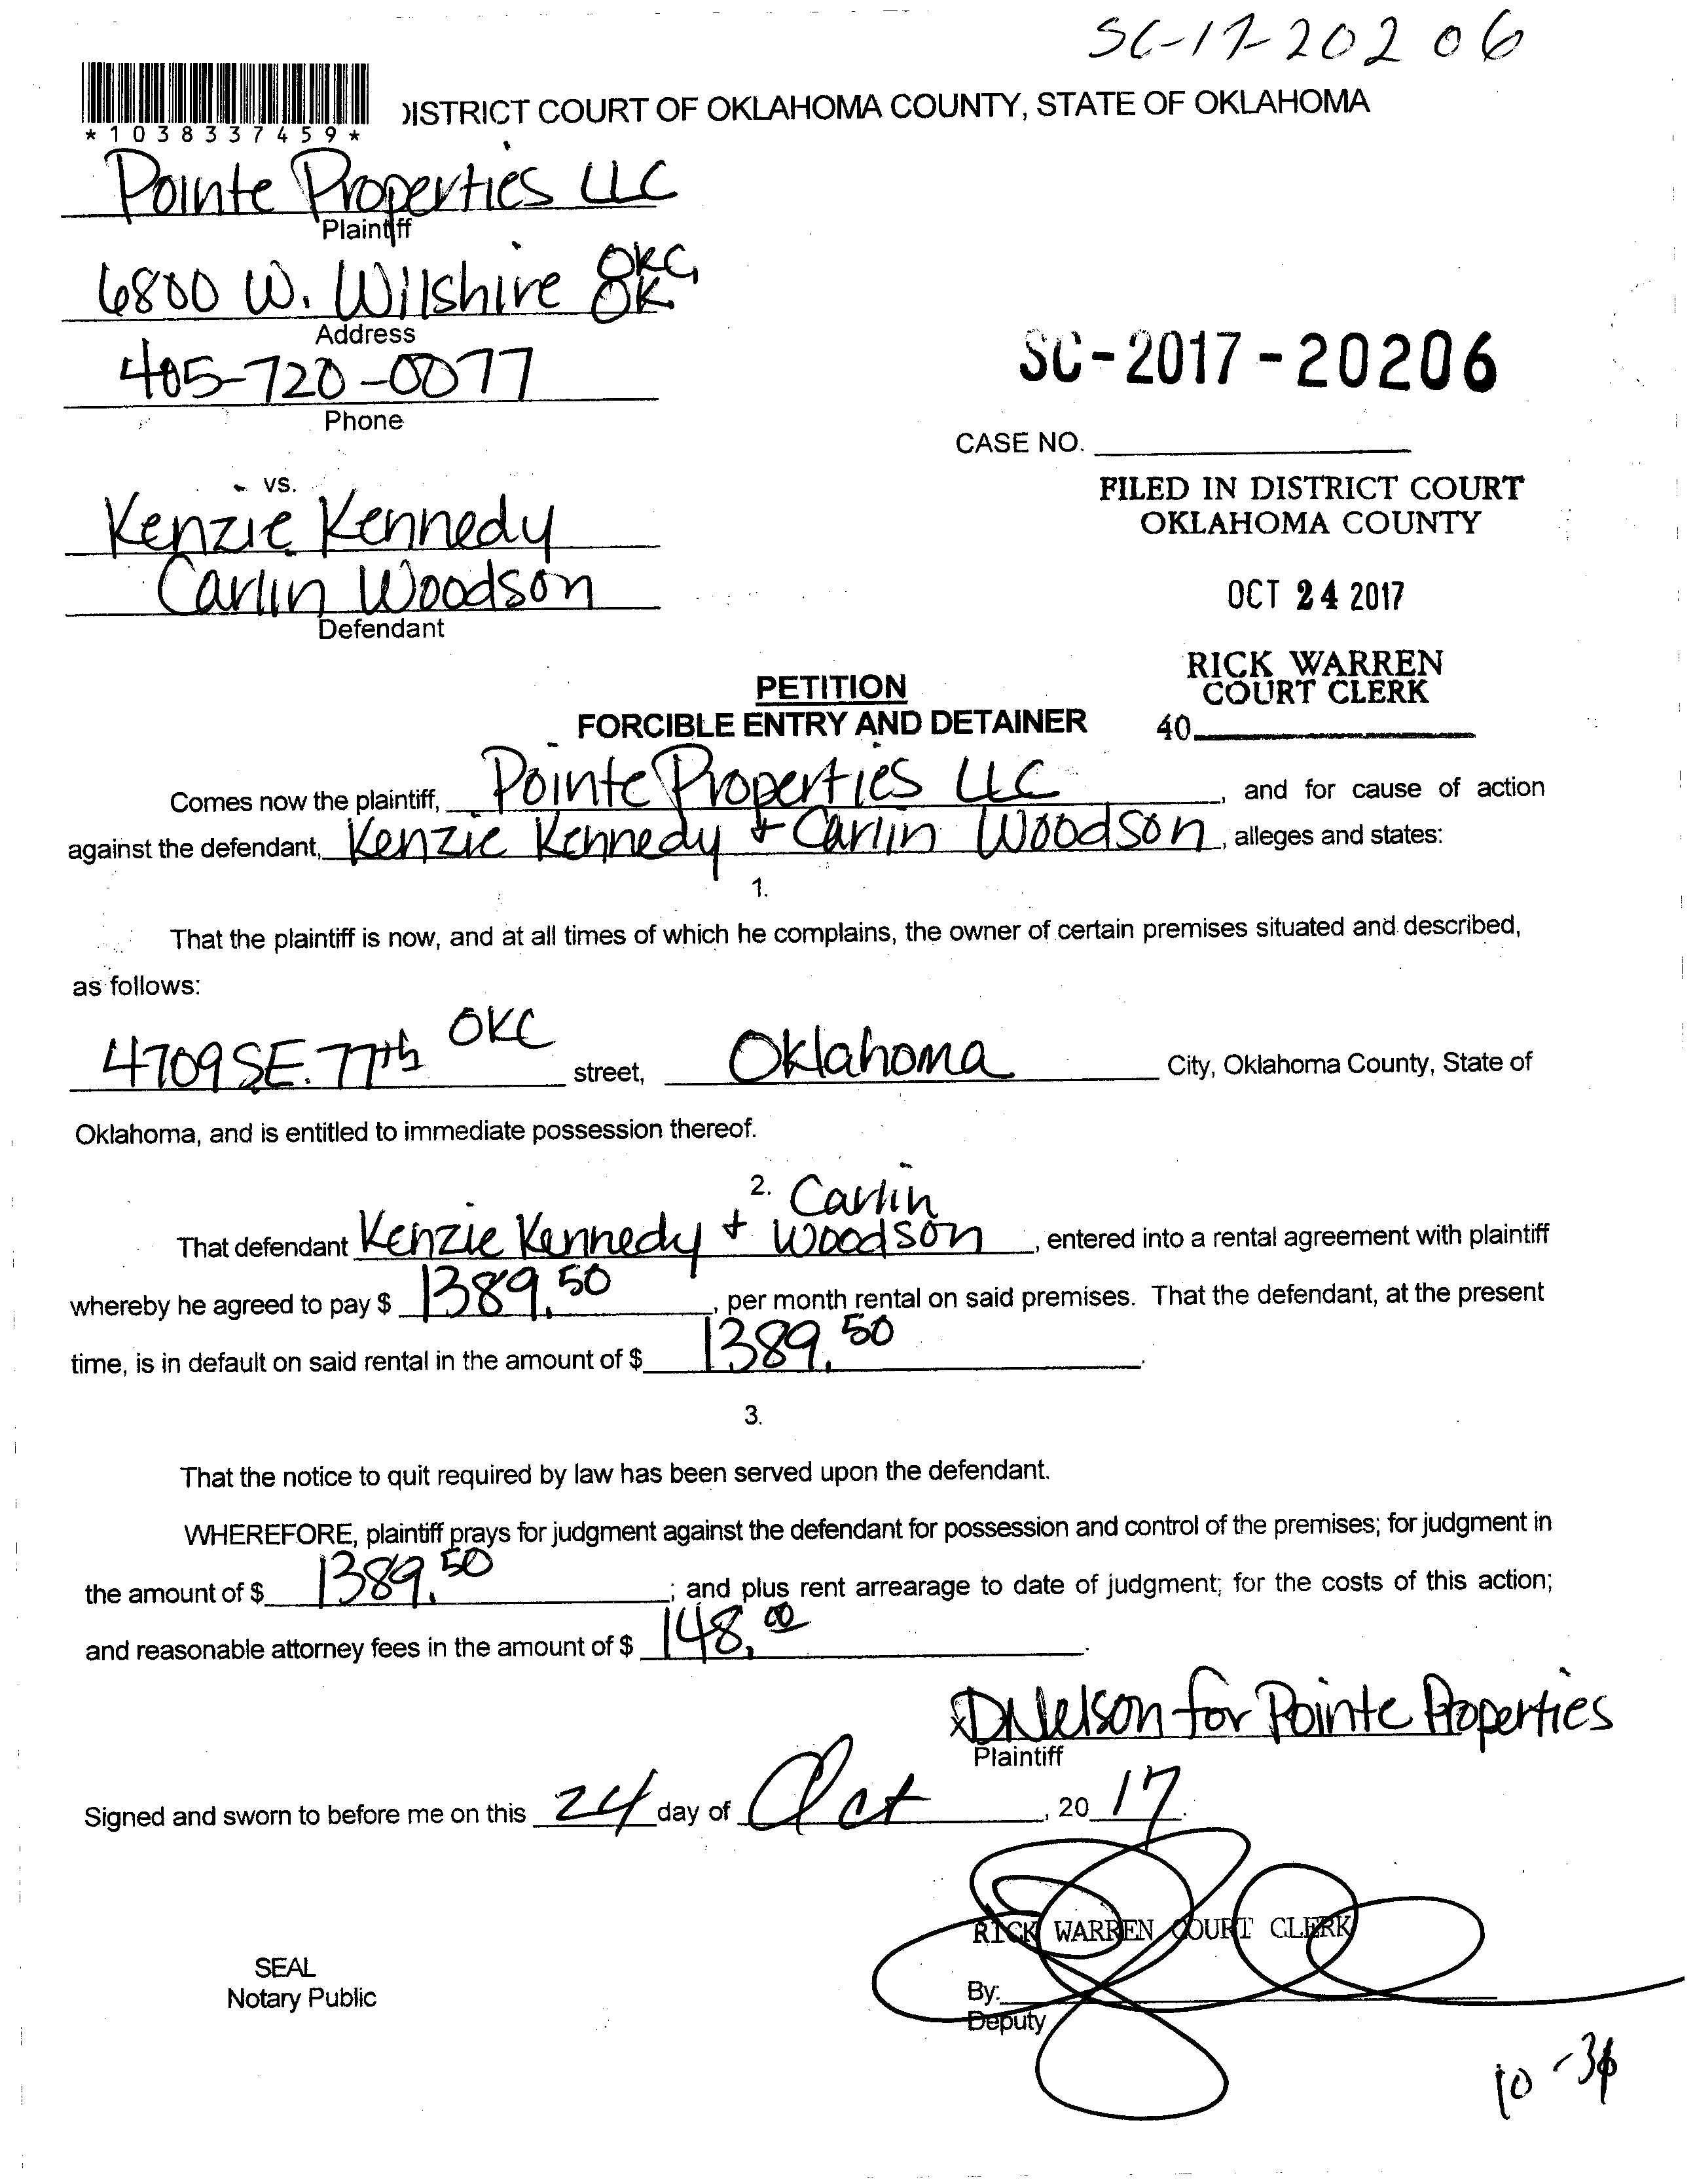 SC-17-20206
*1038337459*
DISTRICT COURT OF OKLAHOMA COUNTY, STATE OF OKLAHOMA
Pointe Properties LLC
Plaintiff
6800 W. Wilshire OKC, OK
Address
405-720-0077
Phone
SC-2017-20206
CASE NO.
vs.
Kenzie Kennedy
Carlin Woodson
Defendant
FILED IN DISTRICT COURT
OKLAHOMA COUNTY
OCT 24 2017
RICK WARREN
COURT CLERK
40
PETITION
FORCIBLE ENTRY AND DETAINER
Comes now the plaintiff, Pointe Properties LLC, and for cause of action
against the defendant, Kenzie Kennedy + Carlin Woodson, alleges and states:
1.
That the plaintiff is now, and at all times of which he complains, the owner of certain premises situated and described,
as follows:
4709 SE. 77th OKC street, Oklahoma City, Oklahoma County, State of
Oklahoma, and is entitled to immediate possession thereof.
2.
That defendant Kenzie Kennedy + Carlin Woodson, entered into a rental agreement with plaintiff
whereby he agreed to pay $ 1389.50, per month rental on said premises. That the defendant, at the present
time, is in default on said rental in the amount of $ 1389.50.
3.
That the notice to quit required by law has been served upon the defendant.
WHEREFORE, plaintiff prays for judgment against the defendant for possession and control of the premises; for judgment in
the amount of $ 1389.50; and plus rent arrearage to date of judgment; for the costs of this action;
and reasonable attorney fees in the amount of $ 148.00.
x DNelson for Pointe Properties
Plaintiff
Signed and sworn to before me on this 24 day of Oct, 20 17.
RICK WARREN COURT CLERK
SEAL
Notary Public
By:
Deputy